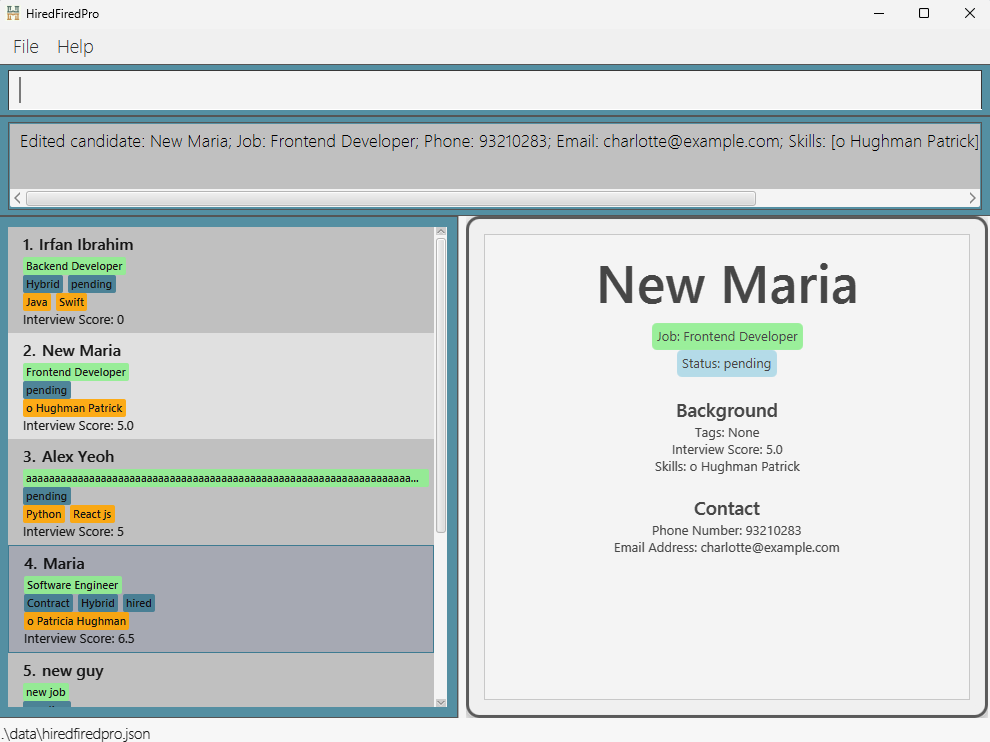 HiredFiredPro
File Help
Edited candidate: New Maria; Job: Frontend Developer; Phone: 93210283; Email: charlotte@example.com; Skills: [o Hughman Patrick]
1. Irfan Ibrahim
Backend Developer
Hybrid pending
Java Swift
Interview Score: 0
2. New Maria
Frontend Developer
pending
o Hughman Patrick
Interview Score: 5.0
3. Alex Yeoh
pending
Python React js
Interview Score: 5
4. Maria
Software Engineer
Contract Hybrid hired
o Patricia Hughman
Interview Score: 6.5
5. new guy
new job
New Maria
Job: Frontend Developer
Status: pending
Background
Tags: None
Interview Score: 5.0
Skills: o Hughman Patrick
Contact
Phone Number: 93210283
Email Address: charlotte@example.com
.\data\hiredfiredpro.json